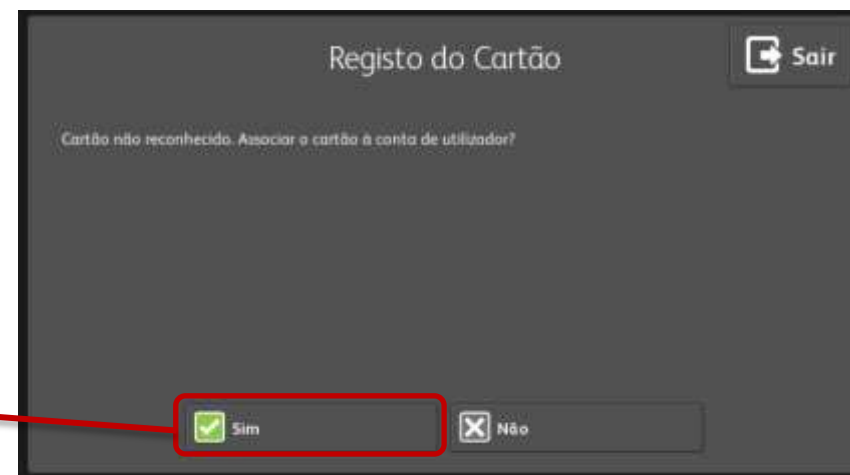 Registo do Cartão
Sair
Cartão não reconhecido. Associar o cartão à conta de utilizador?
Sim
Não